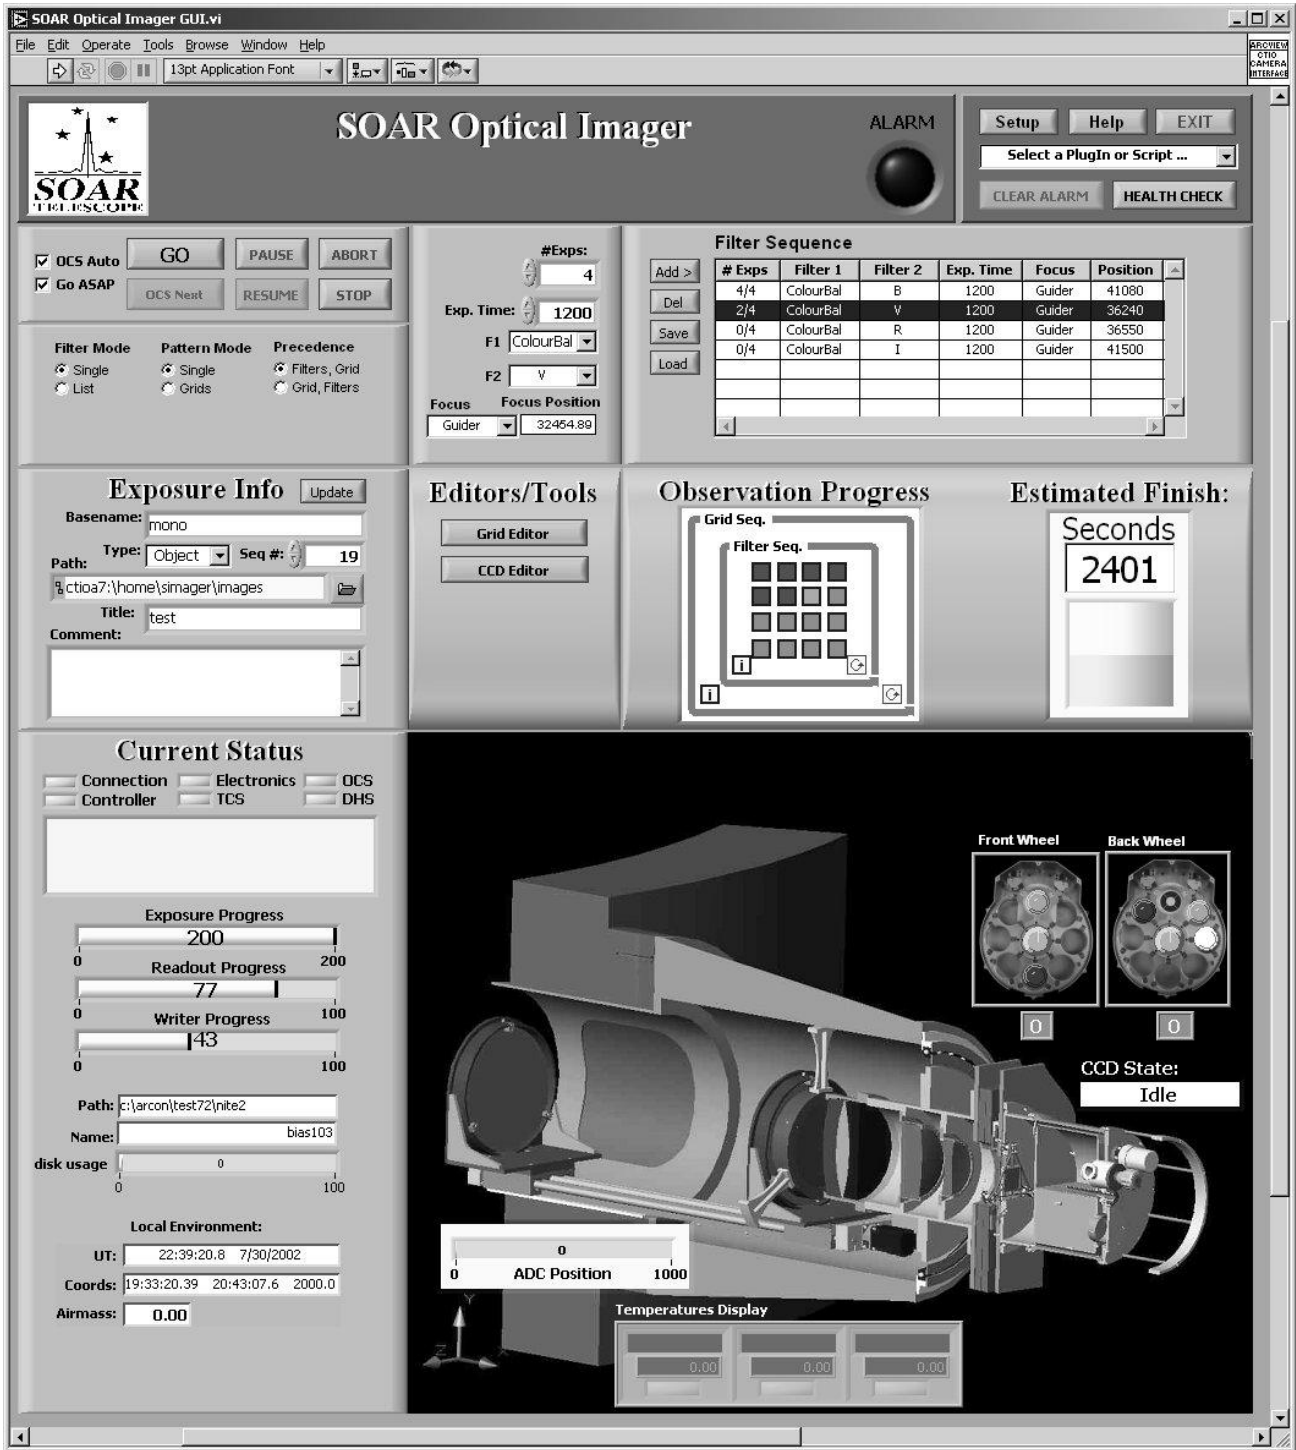 SOAR Optical Imager GUI.vi
File Edit Operate Tools Browse Window Help
13pt Application Font
ARCVIEW
CTIO
CAMERA
INTERFACE
SOAR
TELESCOPE
SOAR Optical Imager
ALARM
Setup Help EXIT
Select a PlugIn or Script ...
CLEAR ALARM HEALTH CHECK
OCS Auto GO PAUSE ABORT
Go ASAP OCS Next RESUME STOP
Filter Mode Pattern Mode Precedence
Single Single Filters, Grid
List Grids Grid, Filters
#Exps:
4
Exp. Time: 1200
F1 ColourBal
F2 V
Focus Focus Position
Guider 32454.89
Filter Sequence
Add >
Del
Save
Load
# Exps Filter 1 Filter 2 Exp. Time Focus Position
4/4 ColourBal B 1200 Guider 41080
2/4 ColourBal V 1200 Guider 36240
0/4 ColourBal R 1200 Guider 36550
0/4 ColourBal I 1200 Guider 41500
Exposure Info Update
Basename: mono
Type: Object Seq #: 19
Path:
ctioa7:\home\simager\images
Title: test
Comment:
Editors/Tools
Grid Editor
CCD Editor
Observation Progress
Grid Seq.
Filter Seq.
i
i
Estimated Finish:
Seconds
2401
Current Status
Connection Electronics OCS
Controller TCS DHS
Exposure Progress
200
0 200
Readout Progress
77
0 100
Writer Progress
43
0 100
Path: c:\arcon\test72\nite2
Name: bias103
disk usage 0
0 100
Local Environment:
UT: 22:39:20.8 7/30/2002
Coords: 19:33:20.39 20:43:07.6 2000.0
Airmass: 0.00
Front Wheel Back Wheel
0 0
CCD State:
Idle
0
0 ADC Position 1000
Y
Z X
Temperatures Display
0.00 0.00 0.00